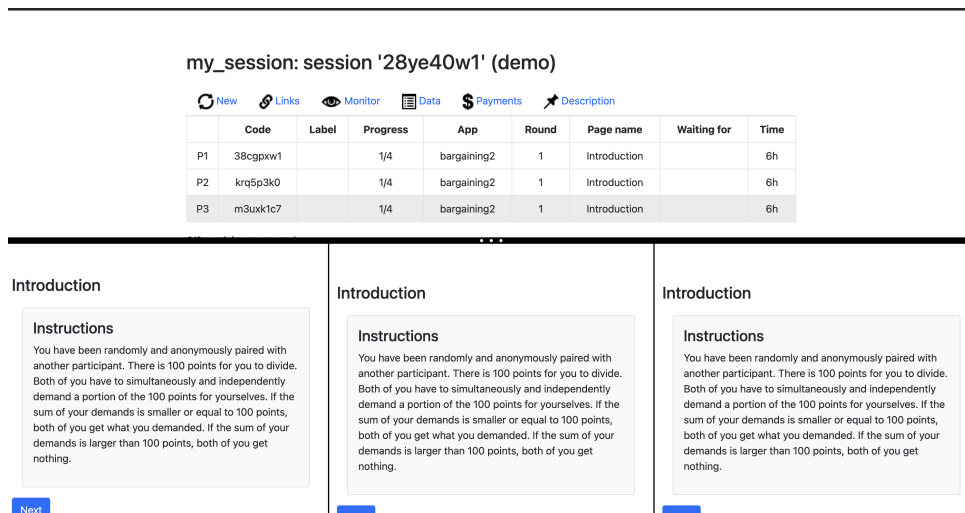 my_session: session '28ye40w1' (demo)
New Links Monitor Data Payments Description
Code Label Progress App Round Page name Waiting for Time
P1 38cgpxw1 1/4 bargaining2 1 Introduction 6h
P2 krq5p3k0 1/4 bargaining2 1 Introduction 6h
P3 m3uxk1c7 1/4 bargaining2 1 Introduction 6h
Introduction
Instructions
You have been randomly and anonymously paired with
another participant. There is 100 points for you to divide.
Both of you have to simultaneously and independently
demand a portion of the 100 points for yourselves. If the
sum of your demands is smaller or equal to 100 points,
both of you get what you demanded. If the sum of your
demands is larger than 100 points, both of you get
nothing.
Next
Introduction
Instructions
You have been randomly and anonymously paired with
another participant. There is 100 points for you to divide.
Both of you have to simultaneously and independently
demand a portion of the 100 points for yourselves. If the
sum of your demands is smaller or equal to 100 points,
both of you get what you demanded. If the sum of your
demands is larger than 100 points, both of you get
nothing.
Introduction
Instructions
You have been randomly and anonymously paired with
another participant. There is 100 points for you to divide.
Both of you have to simultaneously and independently
demand a portion of the 100 points for yourselves. If the
sum of your demands is smaller or equal to 100 points,
both of you get what you demanded. If the sum of your
demands is larger than 100 points, both of you get
nothing.